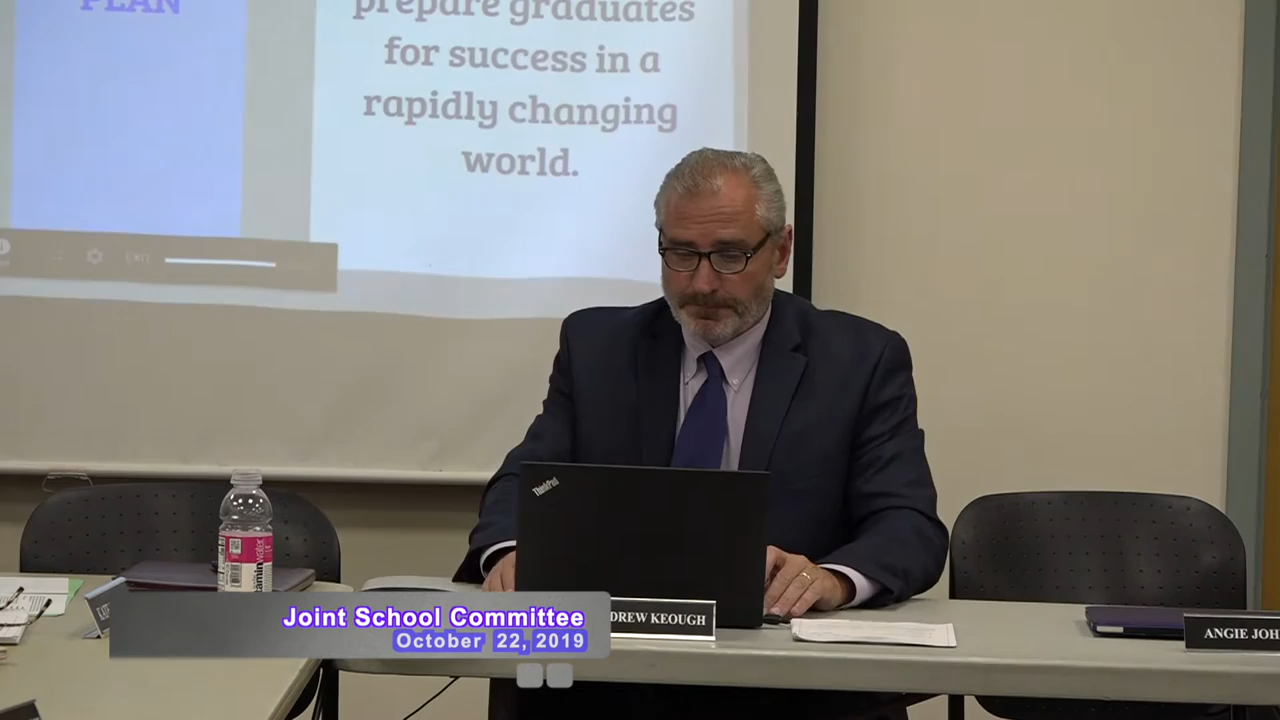 PLAN
prepare graduates
for success in a
rapidly changing
world.
Exit
ThinkPad
Joint School Committee
October 22, 2019
DREW KEOUGH
ANGIE JOH